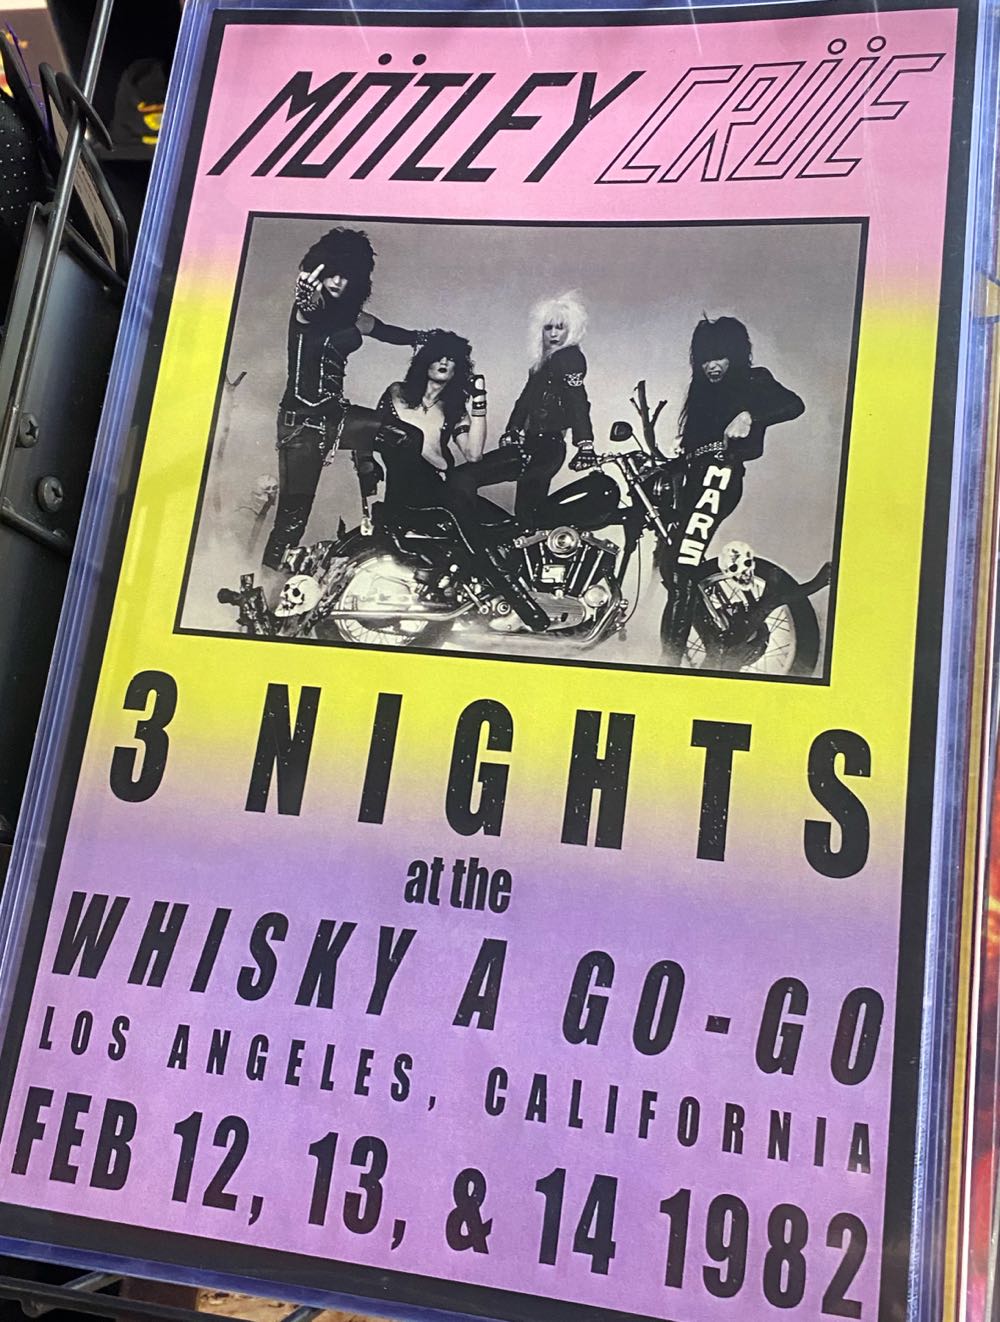 MÖTLEY CRÜE
MARS
3 NIGHTS
at the
WHISKY A GO-GO
LOS ANGELES, CALIFORNIA
FEB 12, 13, & 14 1982